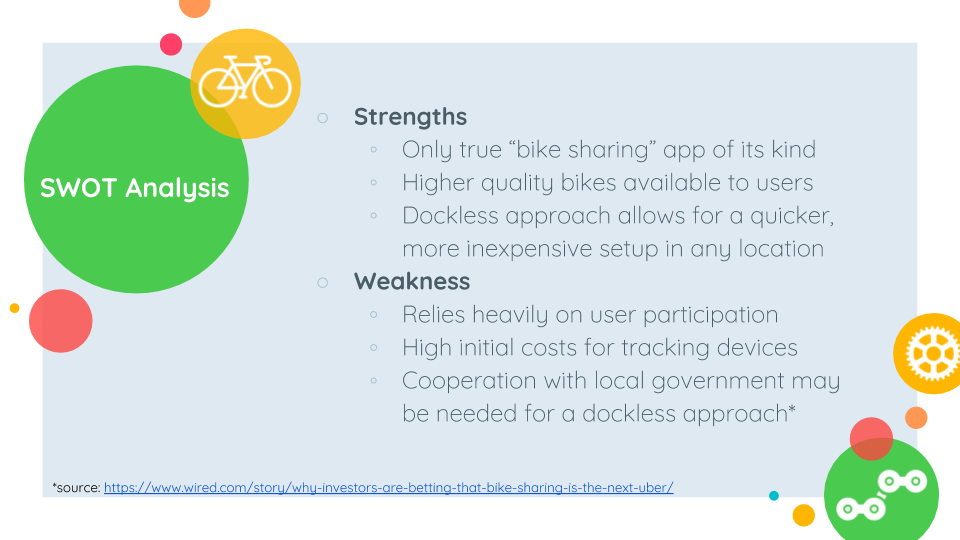 SWOT Analysis
Strengths
Only true “bike sharing” app of its kind
Higher quality bikes available to users
Dockless approach allows for a quicker,
more inexpensive setup in any location
Weakness
Relies heavily on user participation
High initial costs for tracking devices
Cooperation with local government may
be needed for a dockless approach*
*source: https://www.wired.com/story/why-investors-are-betting-that-bike-sharing-is-the-next-uber/